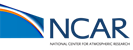 NCAR
NATIONAL CENTER FOR ATMOSPHERIC RESEARCH